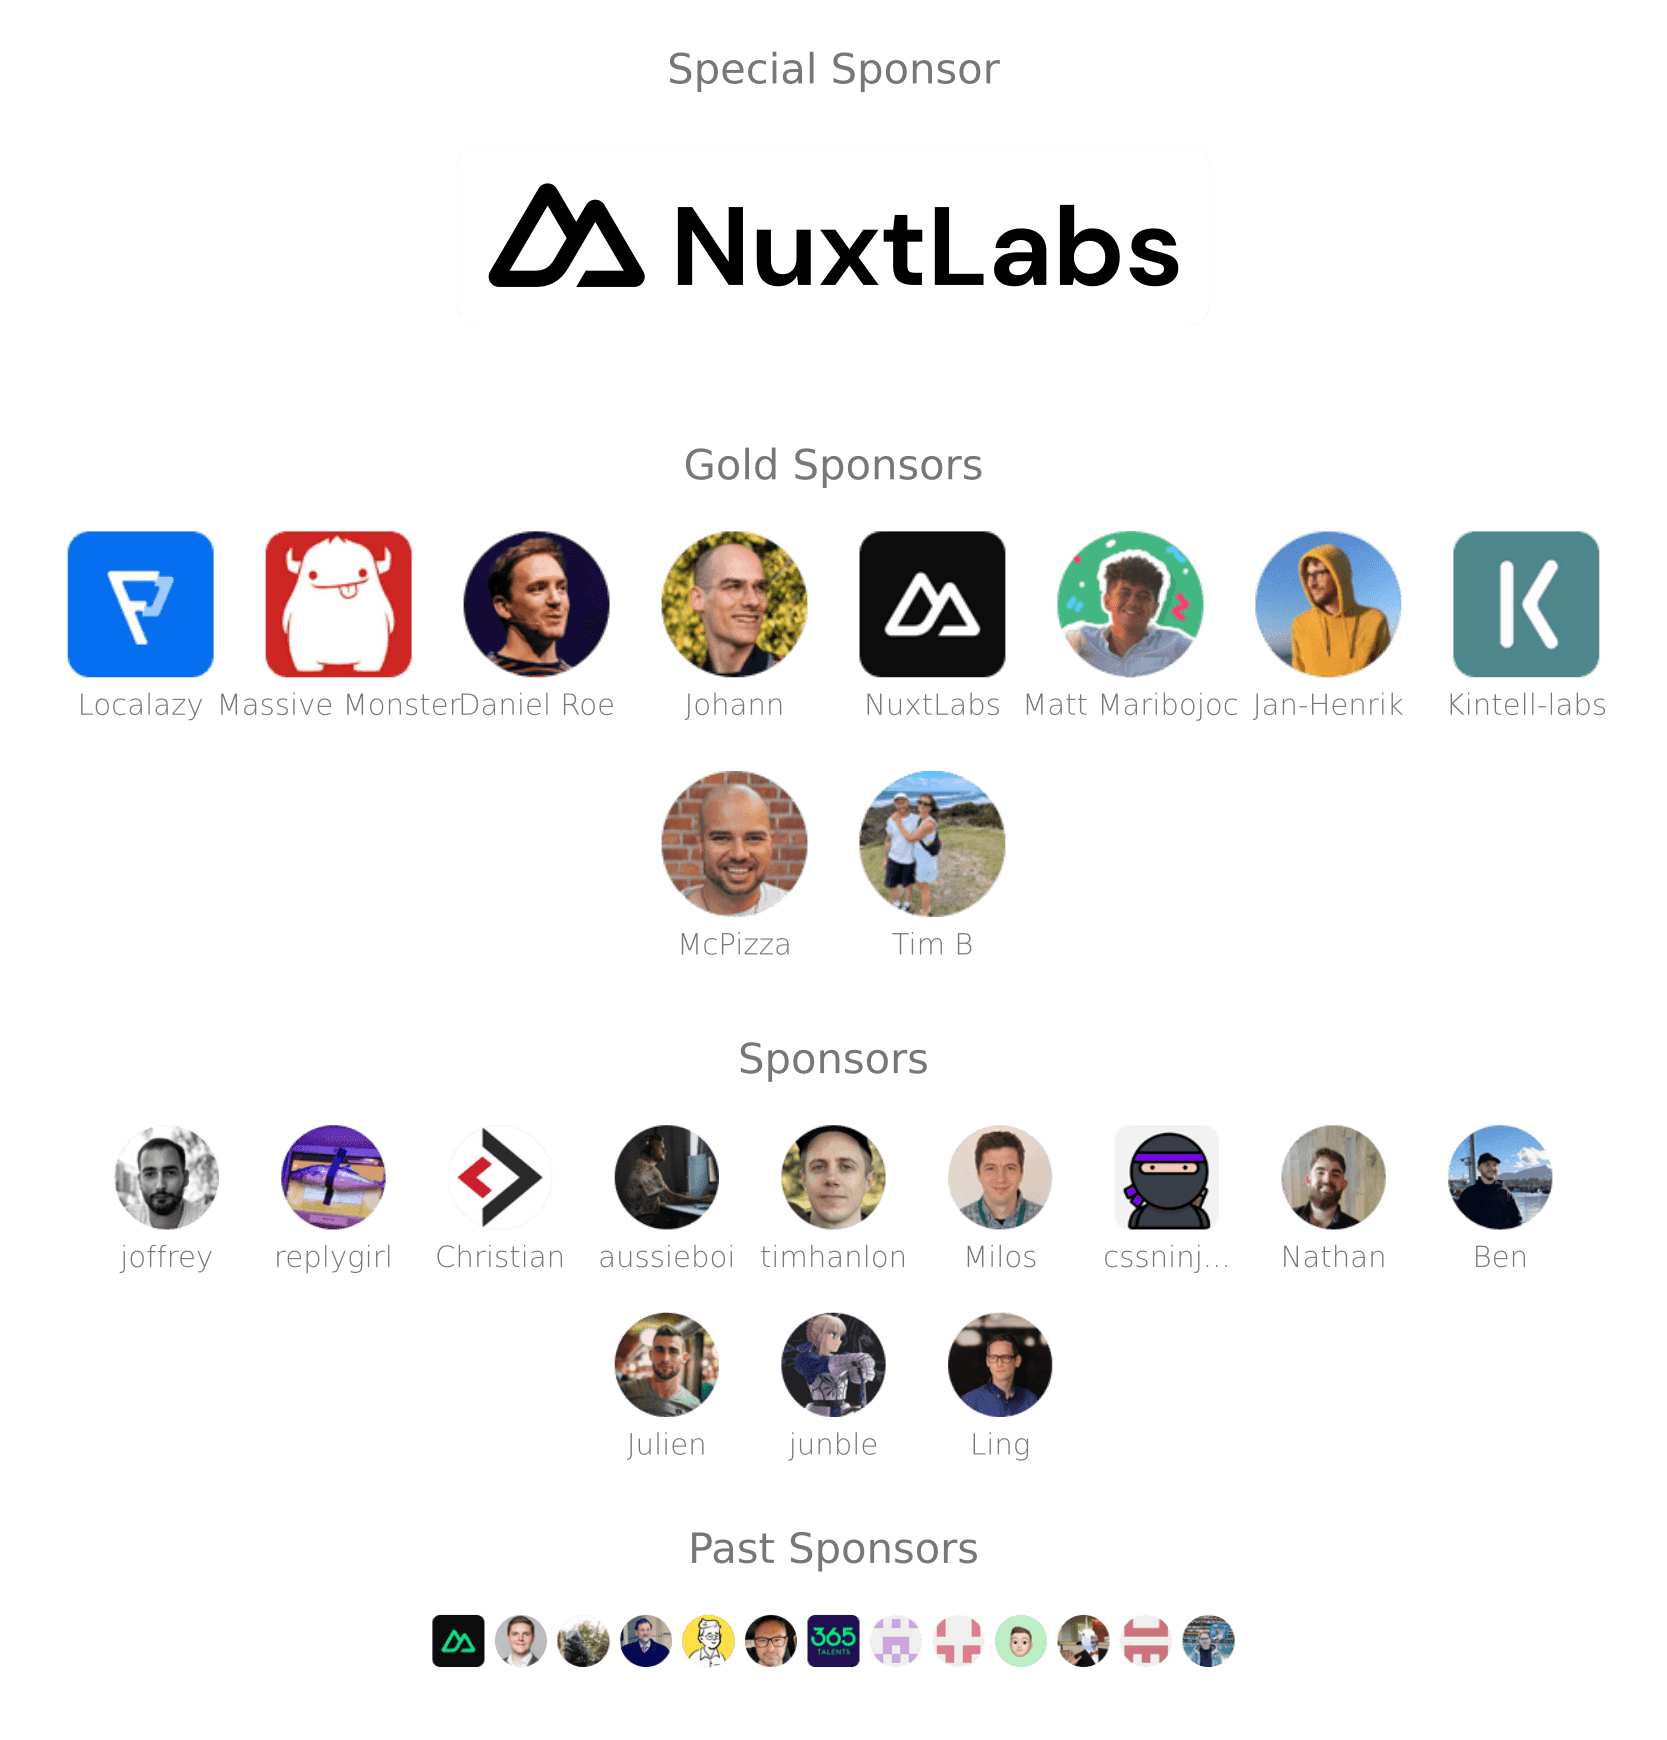 Special Sponsor
NuxtLabs
Gold Sponsors
Localazy Massive Monster Daniel Roe Johann NuxtLabs Matt Maribojoc Jan-Henrik Kintell-labs
McPizza Tim B
Sponsors
joffrey replygirl Christian aussieboi timhanlon Milos cssninj... Nathan Ben
Julien junble Ling
Past Sponsors
365
TALENTS